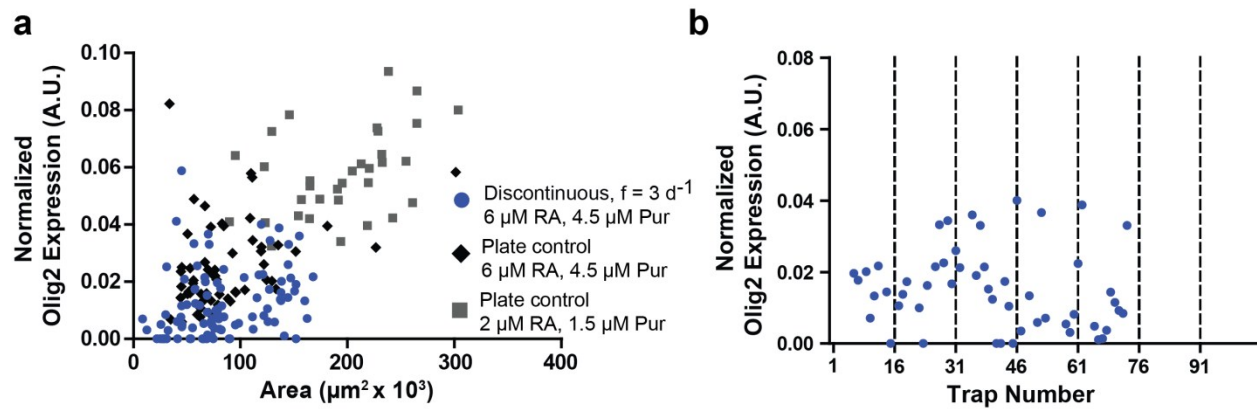 a
Normalized
Olig2 Expression (A.U.)
0.10
0.08
0.06
0.04
0.02
0.00
0
100
200
300
400
Area (µm² x 10³)
Discontinuous, f = 3 d⁻¹
6 µM RA, 4.5 µM Pur
Plate control
6 µM RA, 4.5 µM Pur
Plate control
2 µM RA, 1.5 µM Pur
b
Normalized
Olig2 Expression (A.U.)
0.08
0.06
0.04
0.02
0.00
1
16
31
46
61
76
91
Trap Number